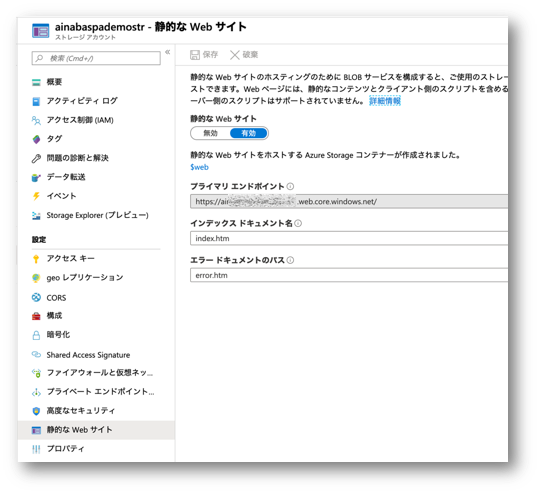 ainabaspademostr - 静的な Web サイト
ストレージ アカウント
検索 (Cmd+/)
概要
アクティビティ ログ
アクセス制御 (IAM)
タグ
問題の診断と解決
データ転送
イベント
Storage Explorer (プレビュー)
設定
アクセス キー
geo レプリケーション
CORS
構成
暗号化
Shared Access Signature
ファイアウォールと仮想ネッ...
プライベート エンドポイント...
高度なセキュリティ
静的な Web サイト
プロパティ
保存 破棄
静的な Web サイトのホスティングのために BLOB サービスを構成すると、ご使用のストレー
ストできます。Web ページには、静的なコンテンツとクライアント側のスクリプトを含める
ーバー側のスクリプトはサポートされていません。 詳細情報
静的な Web サイト
無効 有効
静的な Web サイトをホストする Azure Storage コンテナーが作成されました。
$web
プライマリ エンドポイント
https://ain .web.core.windows.net/
インデックス ドキュメント名
index.htm
エラー ドキュメントのパス
error.htm